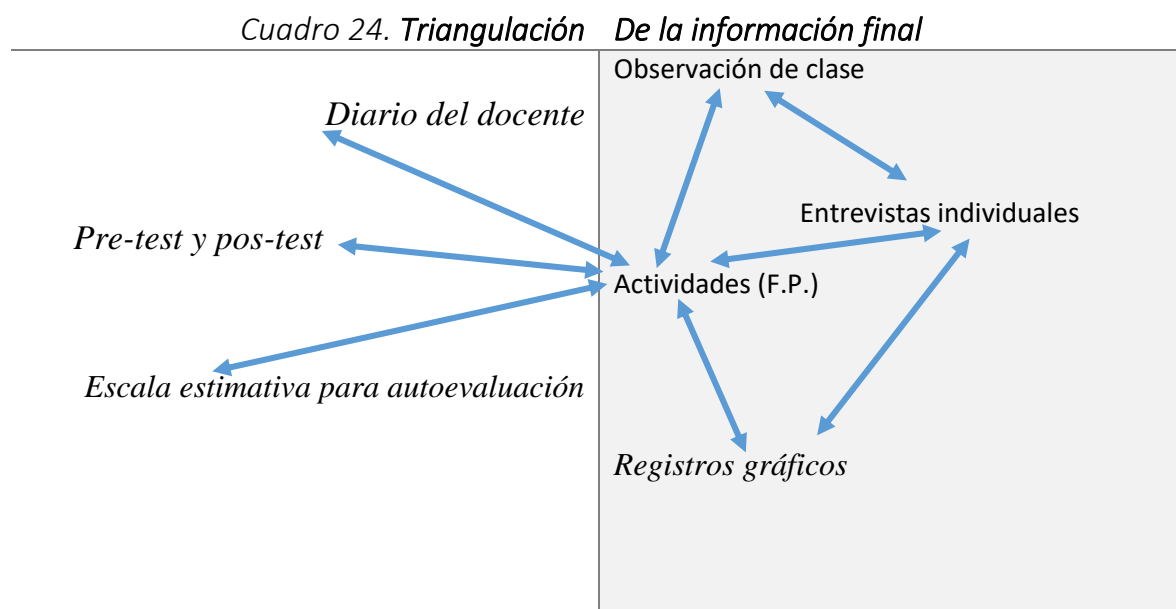 Cuadro 24. Triangulación De la información final
Observación de clase
Diario del docente
Entrevistas individuales
Pre-test y pos-test
Actividades (F.P.)
Escala estimativa para autoevaluación
Registros gráficos